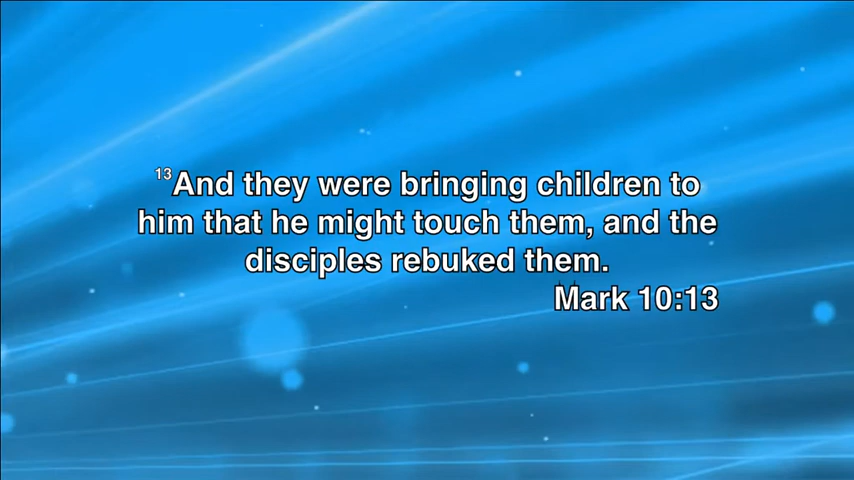 13And they were bringing children to
him that he might touch them, and the
disciples rebuked them.
Mark 10:13